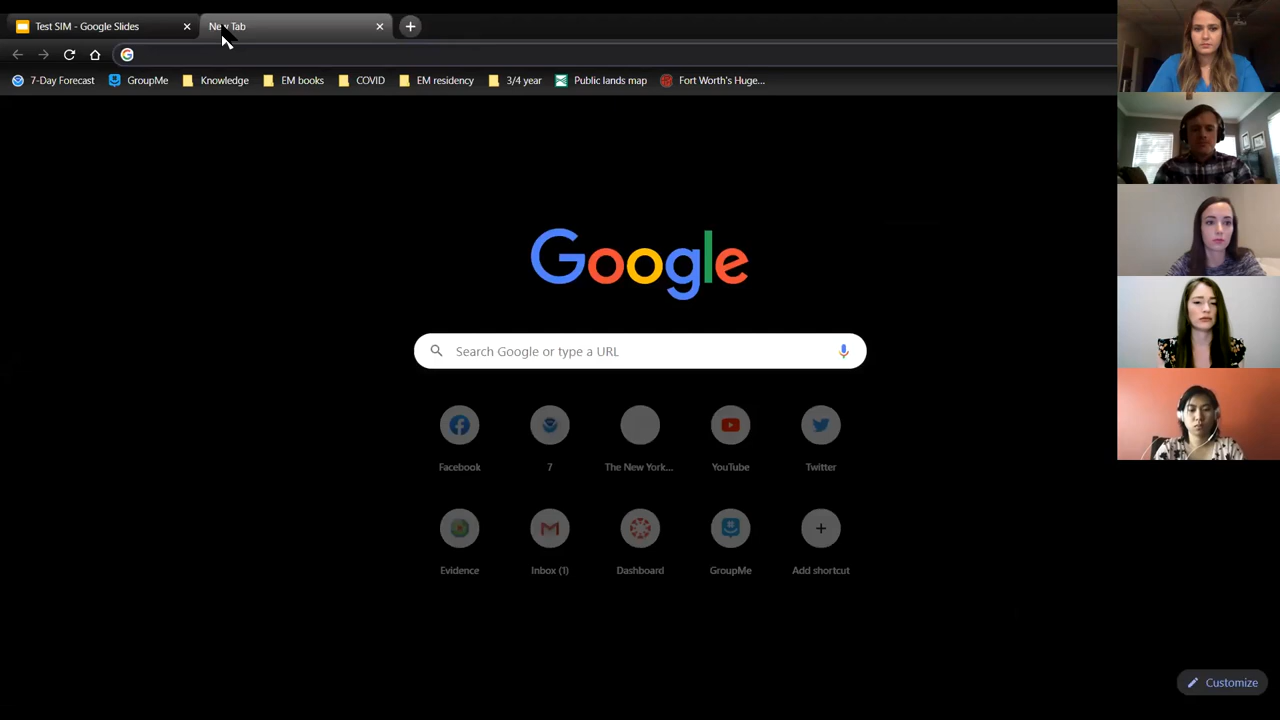 Test SIM - Google Slides
New Tab
7-Day Forecast GroupMe Knowledge EM books COVID EM residency 3/4 year Public lands map Fort Worth's Huge...
Google
Search Google or type a URL
Facebook 7 The New York... YouTube Twitter
Evidence Inbox (1) Dashboard GroupMe Add shortcut
Customize